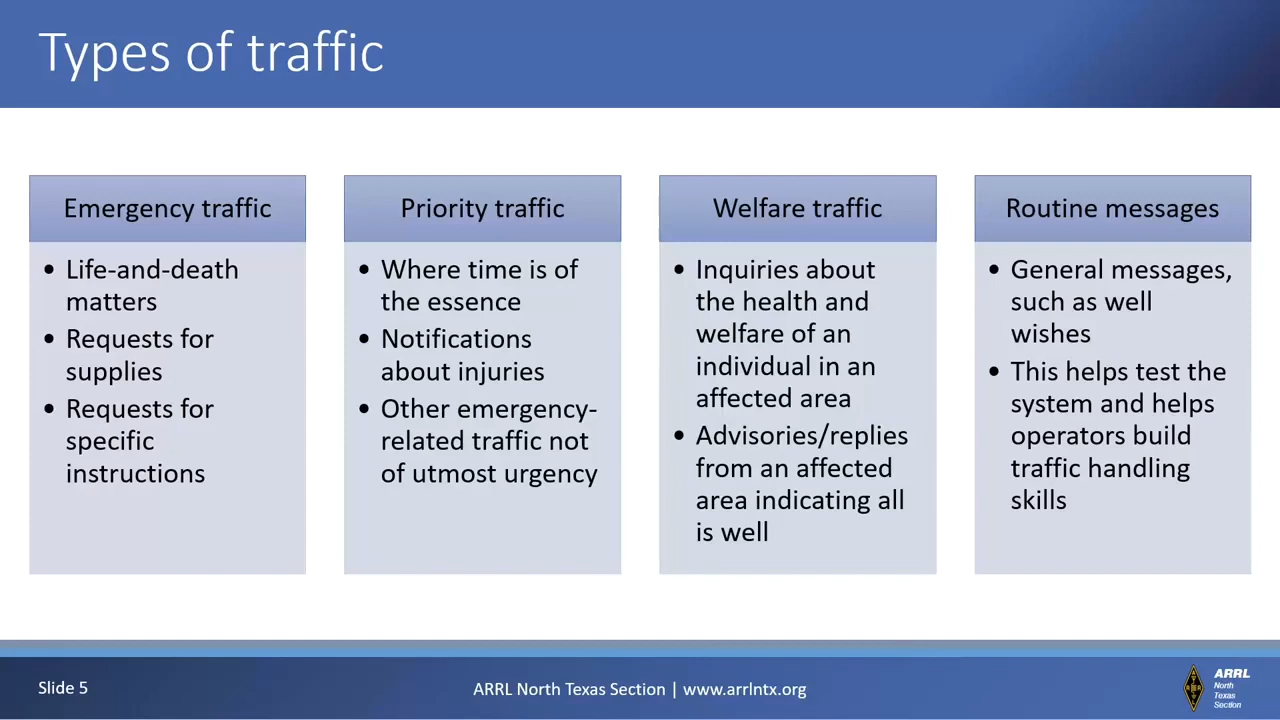 Types of traffic
Emergency traffic
• Life-and-death
matters
• Requests for
supplies
• Requests for
specific
instructions
Priority traffic
• Where time is of
the essence
• Notifications
about injuries
• Other emergency-
related traffic not
of utmost urgency
Welfare traffic
• Inquiries about
the health and
welfare of an
individual in an
affected area
• Advisories/replies
from an affected
area indicating all
is well
Routine messages
• General messages,
such as well
wishes
• This helps test the
system and helps
operators build
traffic handling
skills
Slide 5
ARRL North Texas Section | www.arrlntx.org
ARRL
North
Texas
Section